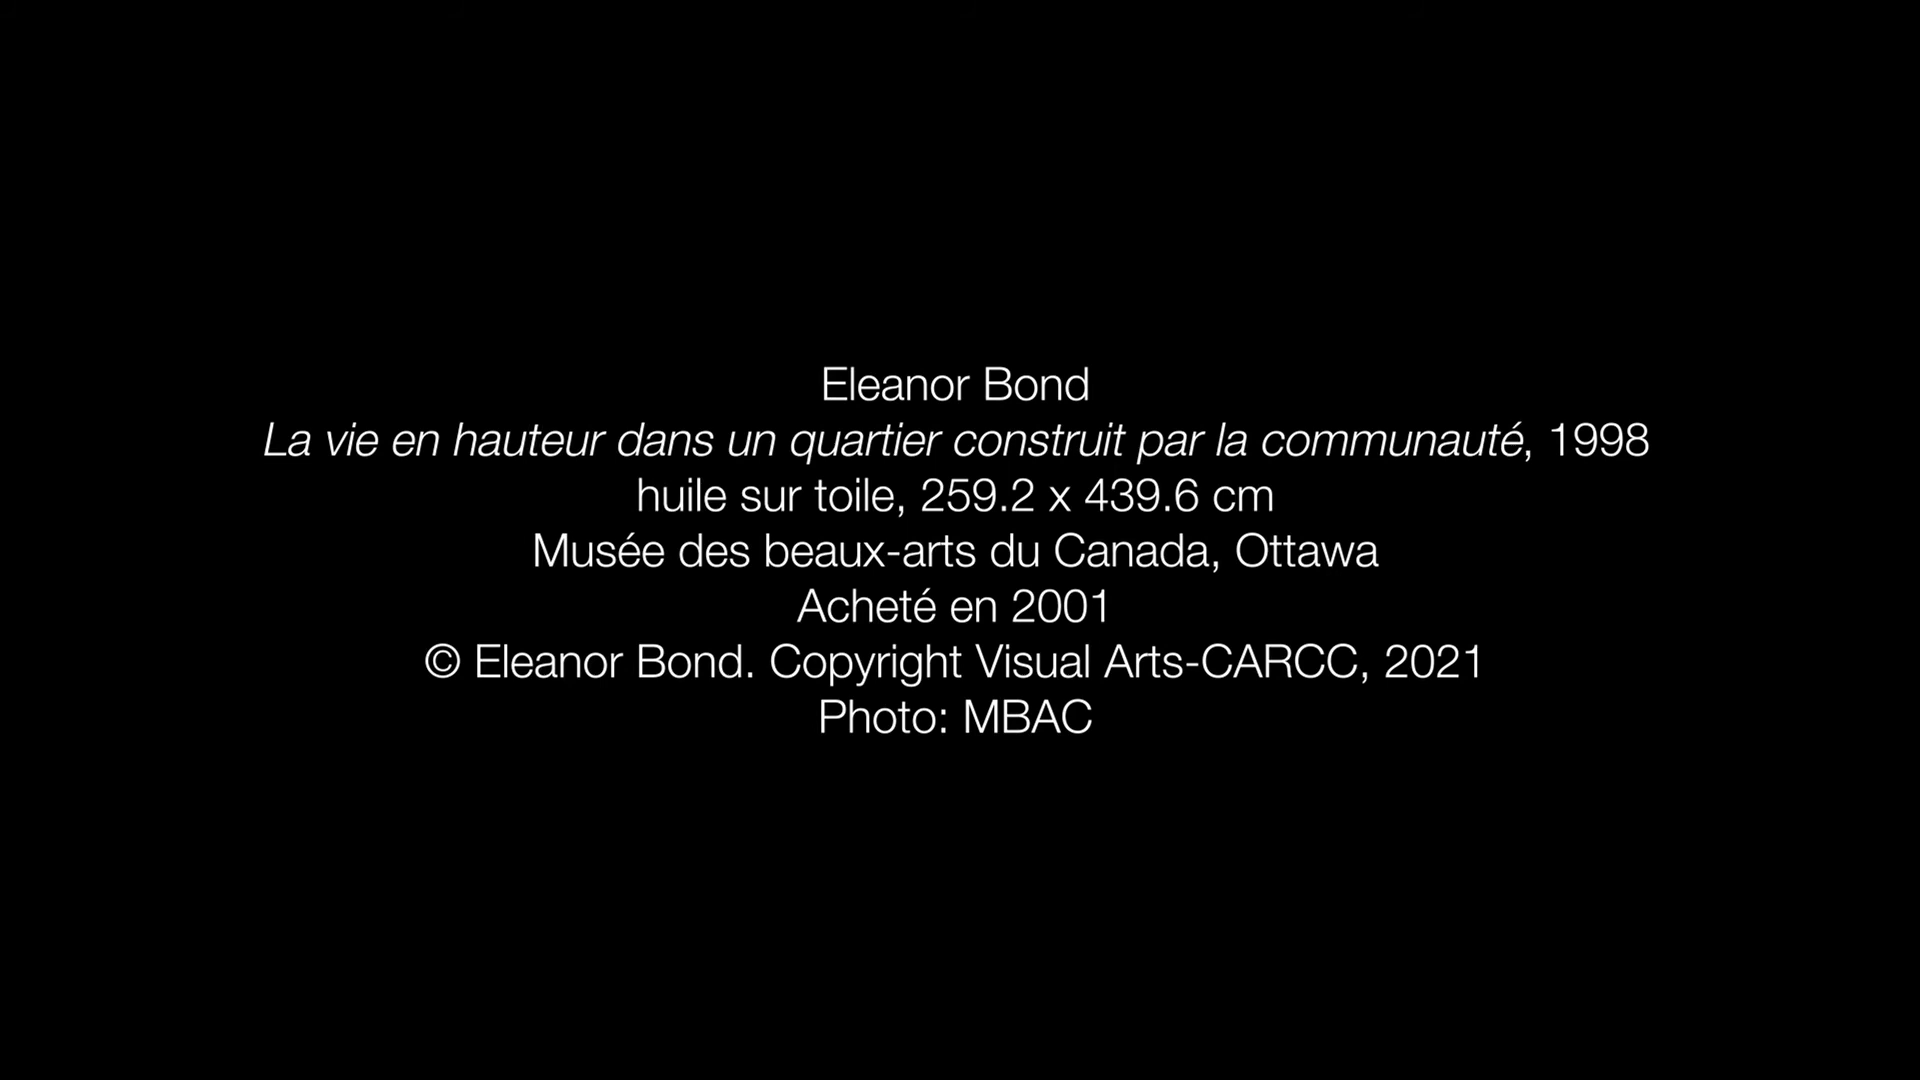 Eleanor Bond
La vie en hauteur dans un quartier construit par la communauté, 1998
huile sur toile, 259.2 x 439.6 cm
Musée des beaux-arts du Canada, Ottawa
Acheté en 2001
© Eleanor Bond. Copyright Visual Arts-CARCC, 2021
Photo: MBAC